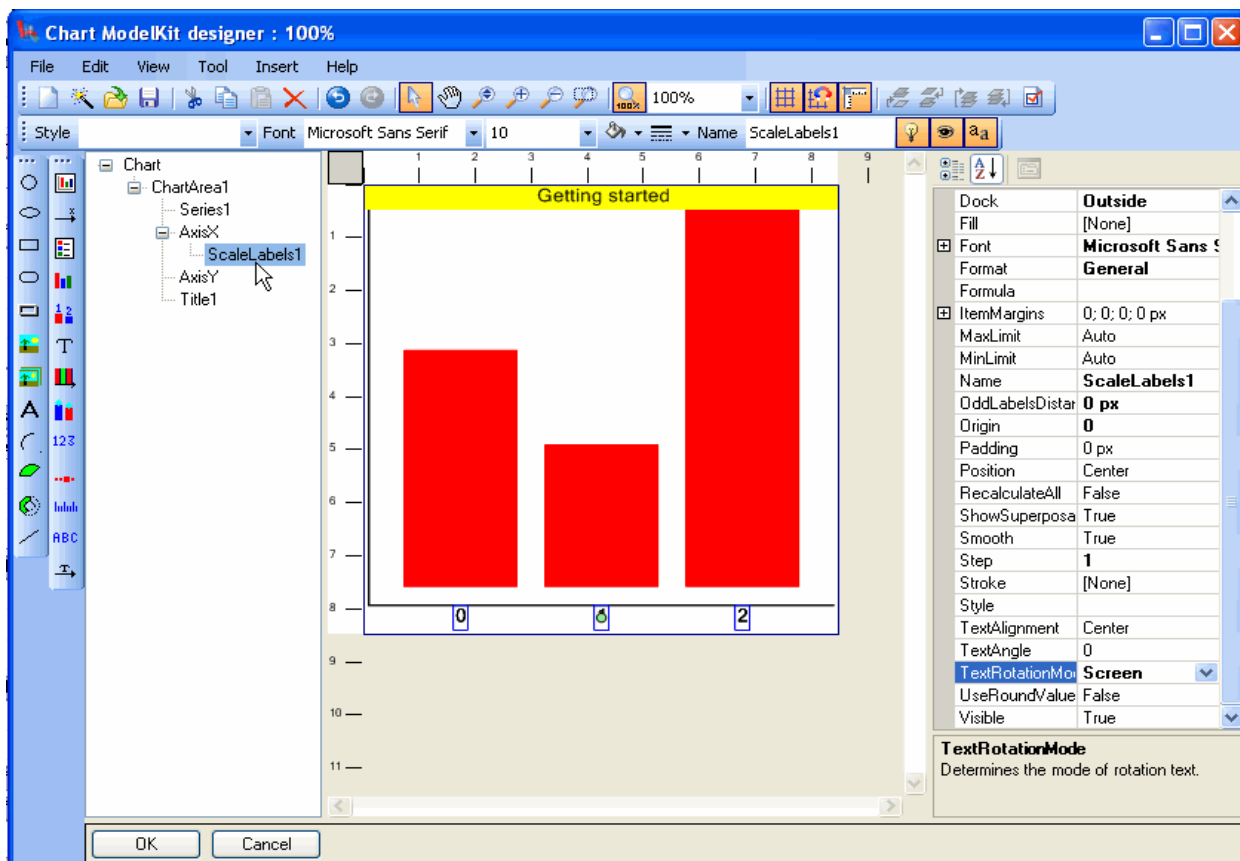 Chart ModelKit designer : 100%
File Edit View Tool Insert Help
100% 100%
Style Font Microsoft Sans Serif 10 Name ScaleLabels1 aa
Chart
ChartArea1
Series1
AxisX
ScaleLabels1
AxisY
Title1
T
A
123
ABC
T
1 2 3 4 5 6 7 8 9
Getting started
1
2
3
4
5
6
7
8
9
10
11
0 2
A Z
Dock Outside
Fill [None]
Font Microsoft Sans S
Format General
Formula
ItemMargins 0; 0; 0; 0 px
MaxLimit Auto
MinLimit Auto
Name ScaleLabels1
OddLabelsDistar 0 px
Origin 0
Padding 0 px
Position Center
RecalculateAll False
ShowSuperposa True
Smooth True
Step 1
Stroke [None]
Style
TextAlignment Center
TextAngle 0
TextRotationMo Screen
UseRoundValue False
Visible True
TextRotationMode
Determines the mode of rotation text.
OK Cancel